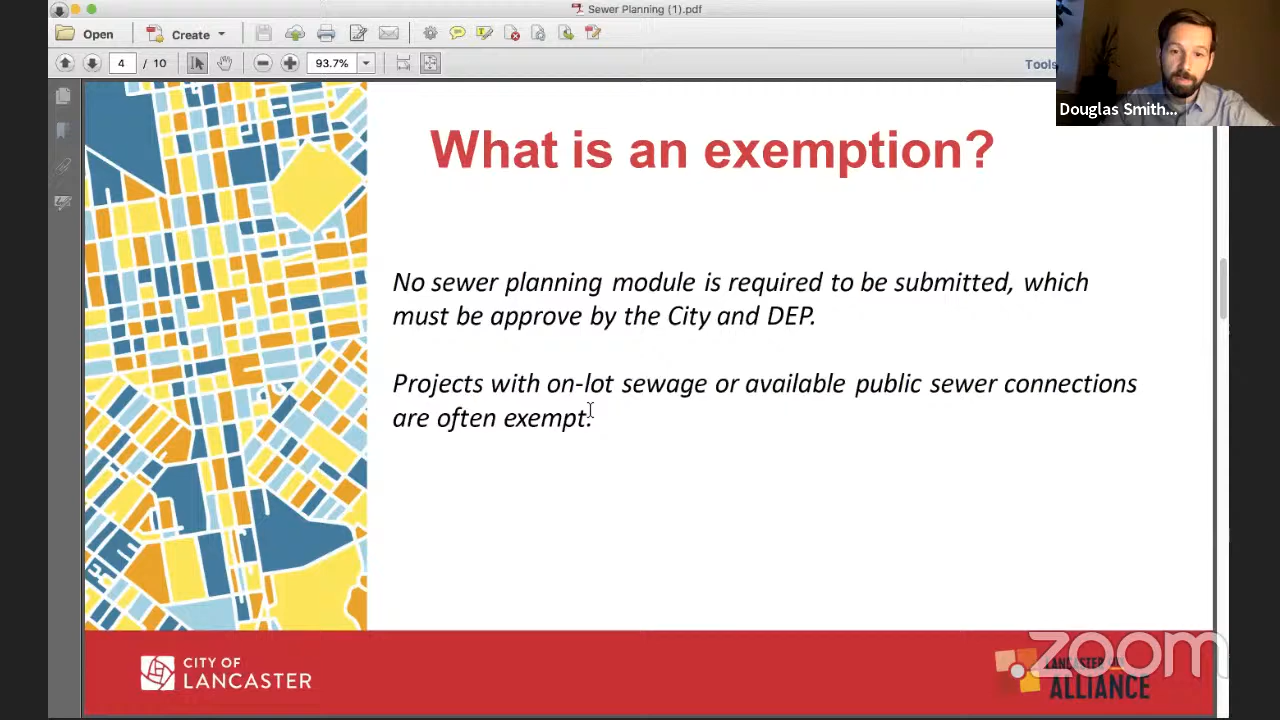 Sewer Planning (1).pdf
Open
Create
4 / 10
93.7%
Tools
Douglas Smith...
What is an exemption?
No sewer planning module is required to be submitted, which
must be approve by the City and DEP.
Projects with on-lot sewage or available public sewer connections
are often exempt.
CITY OF
LANCASTER
LANCASTER
ALLIANCE
zoom